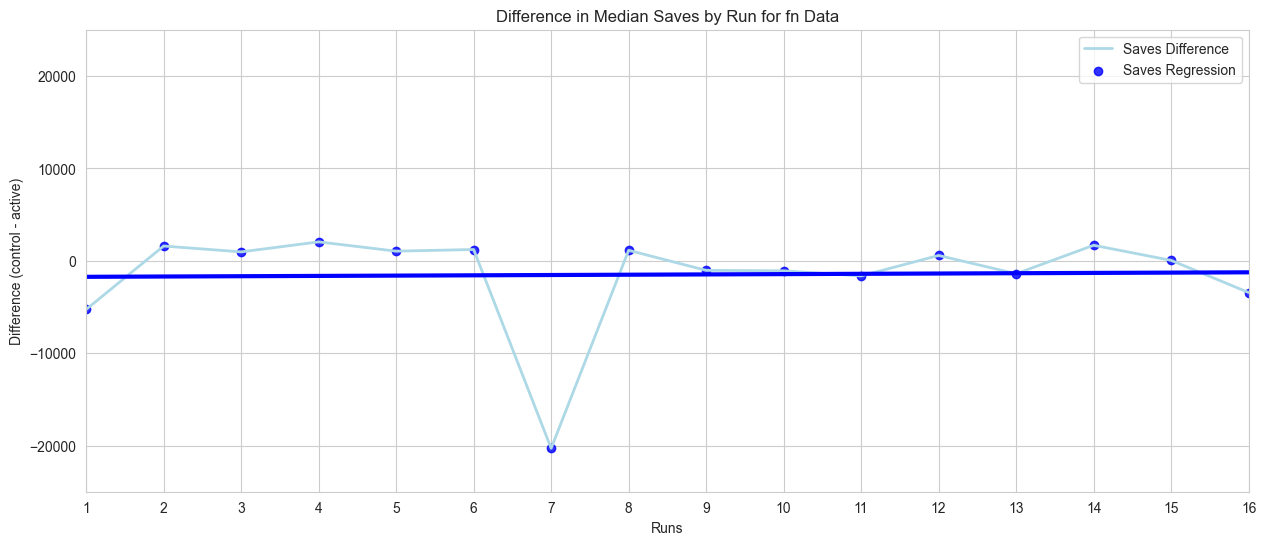 Difference in Median Saves by Run for fn Data
Saves Difference
Saves Regression
Difference (control - active)
20000
10000
0
−10000
−20000
1 2 3 4 5 6 7 8 9 10 11 12 13 14 15 16
Runs